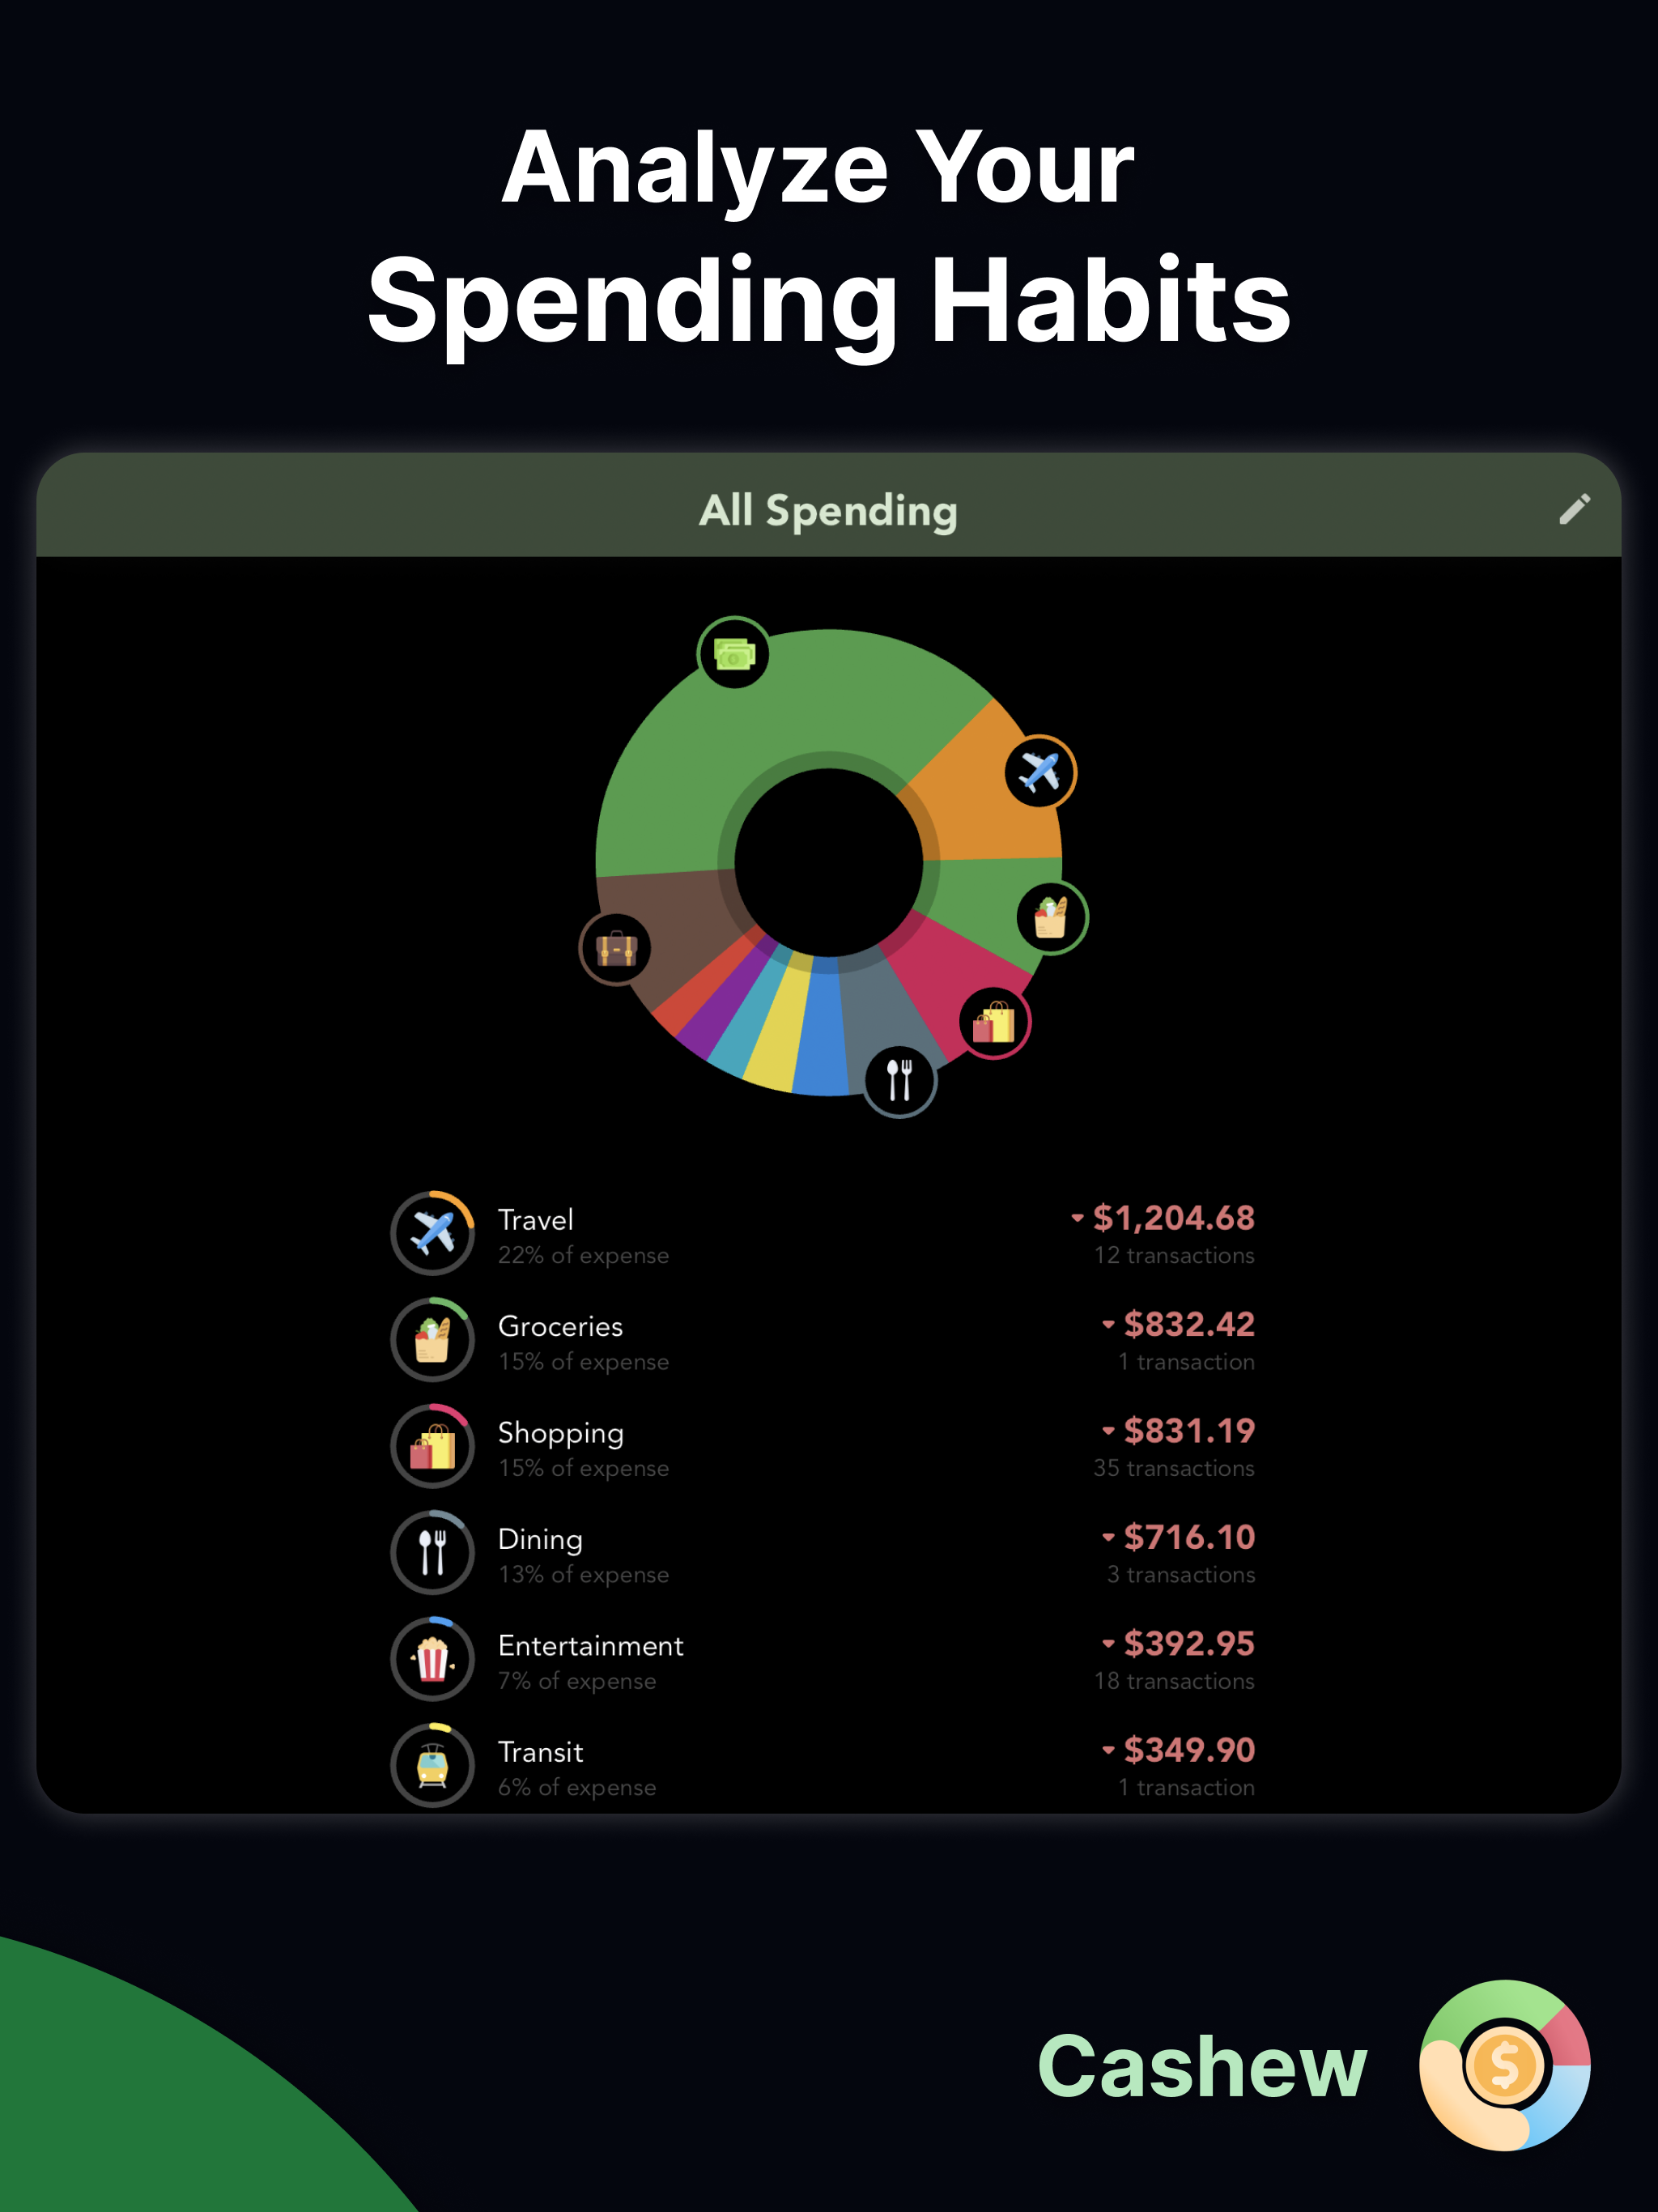 Analyze Your
Spending Habits
All Spending
Travel
$1,204.68
22% of expense
12 transactions
Groceries
$832.42
15% of expense
1 transaction
Shopping
$831.19
15% of expense
35 transactions
Dining
$716.10
13% of expense
3 transactions
Entertainment
$392.95
7% of expense
18 transactions
Transit
$349.90
6% of expense
1 transaction
Cashew
$